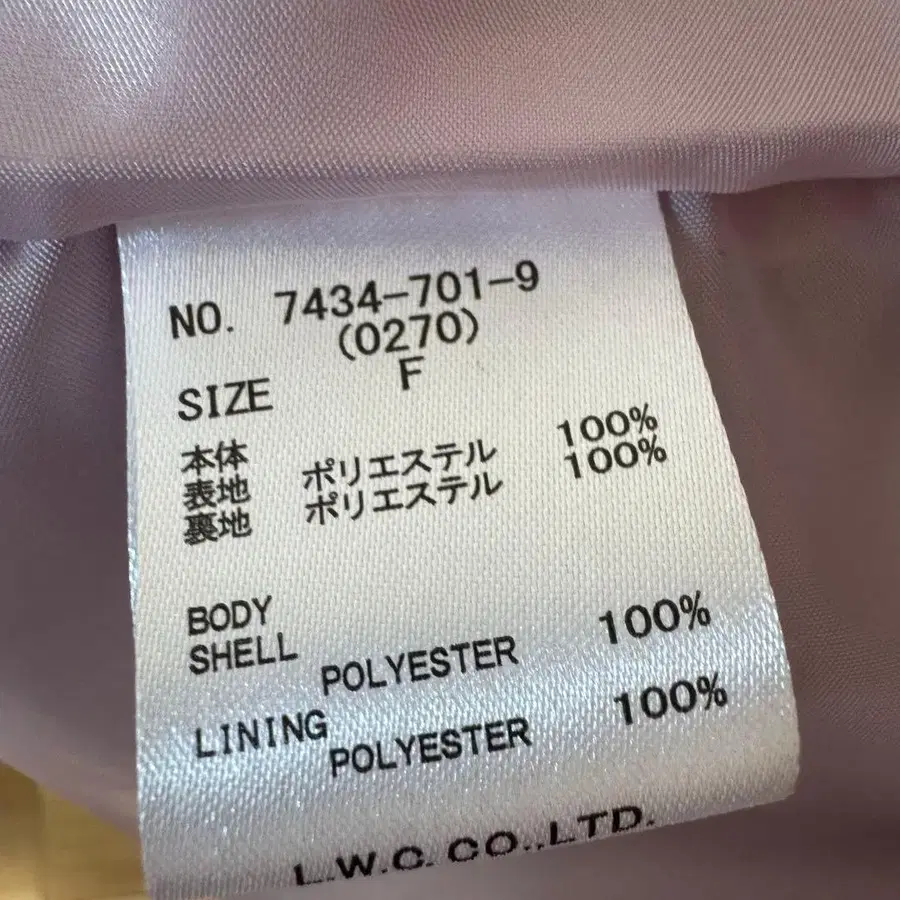 NO. 7434-701-9
(0270)
SIZE F
本体
表地 ポリエステル 100%
裏地 ポリエステル 100%
BODY
SHELL
POLYESTER 100%
LINING
POLYESTER 100%
L.W.C. CO.,LTD.